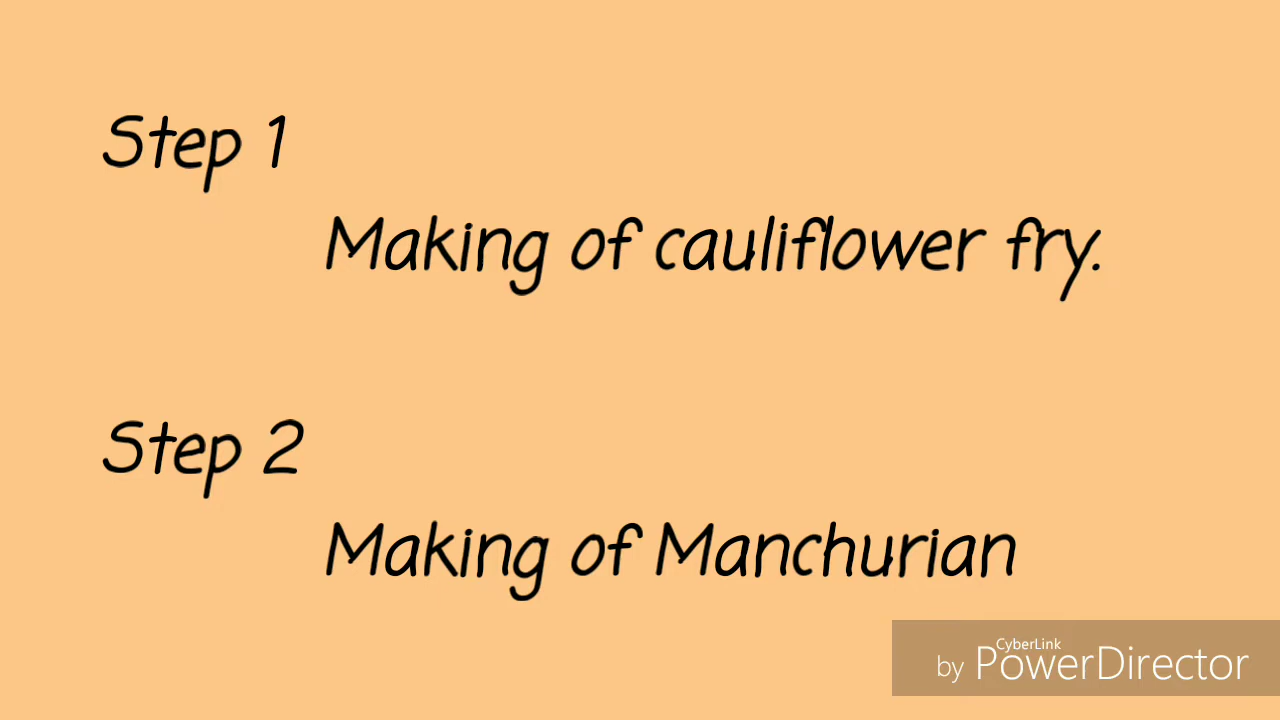 Step 1
Making of cauliflower fry.
Step 2
Making of Manchurian
CyberLink
by PowerDirector